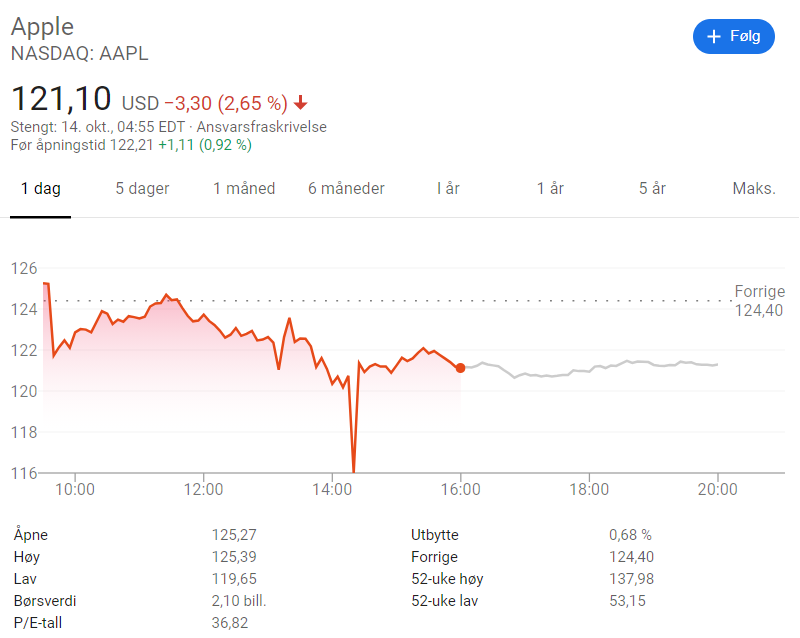 Apple
NASDAQ: AAPL
+ Følg
121,10 USD −3,30 (2,65 %)
Stengt: 14. okt., 04:55 EDT · Ansvarsfraskrivelse
Før åpningstid 122,21 +1,11 (0,92 %)
1 dag 5 dager 1 måned 6 måneder I år 1 år 5 år Maks.
126
Forrige
124
124,40
122
120
118
116
10:00 12:00 14:00 16:00 18:00 20:00
Åpne 125,27 Utbytte 0,68 %
Høy 125,39 Forrige 124,40
Lav 119,65 52-uke høy 137,98
Børsverdi 2,10 bill. 52-uke lav 53,15
P/E-tall 36,82